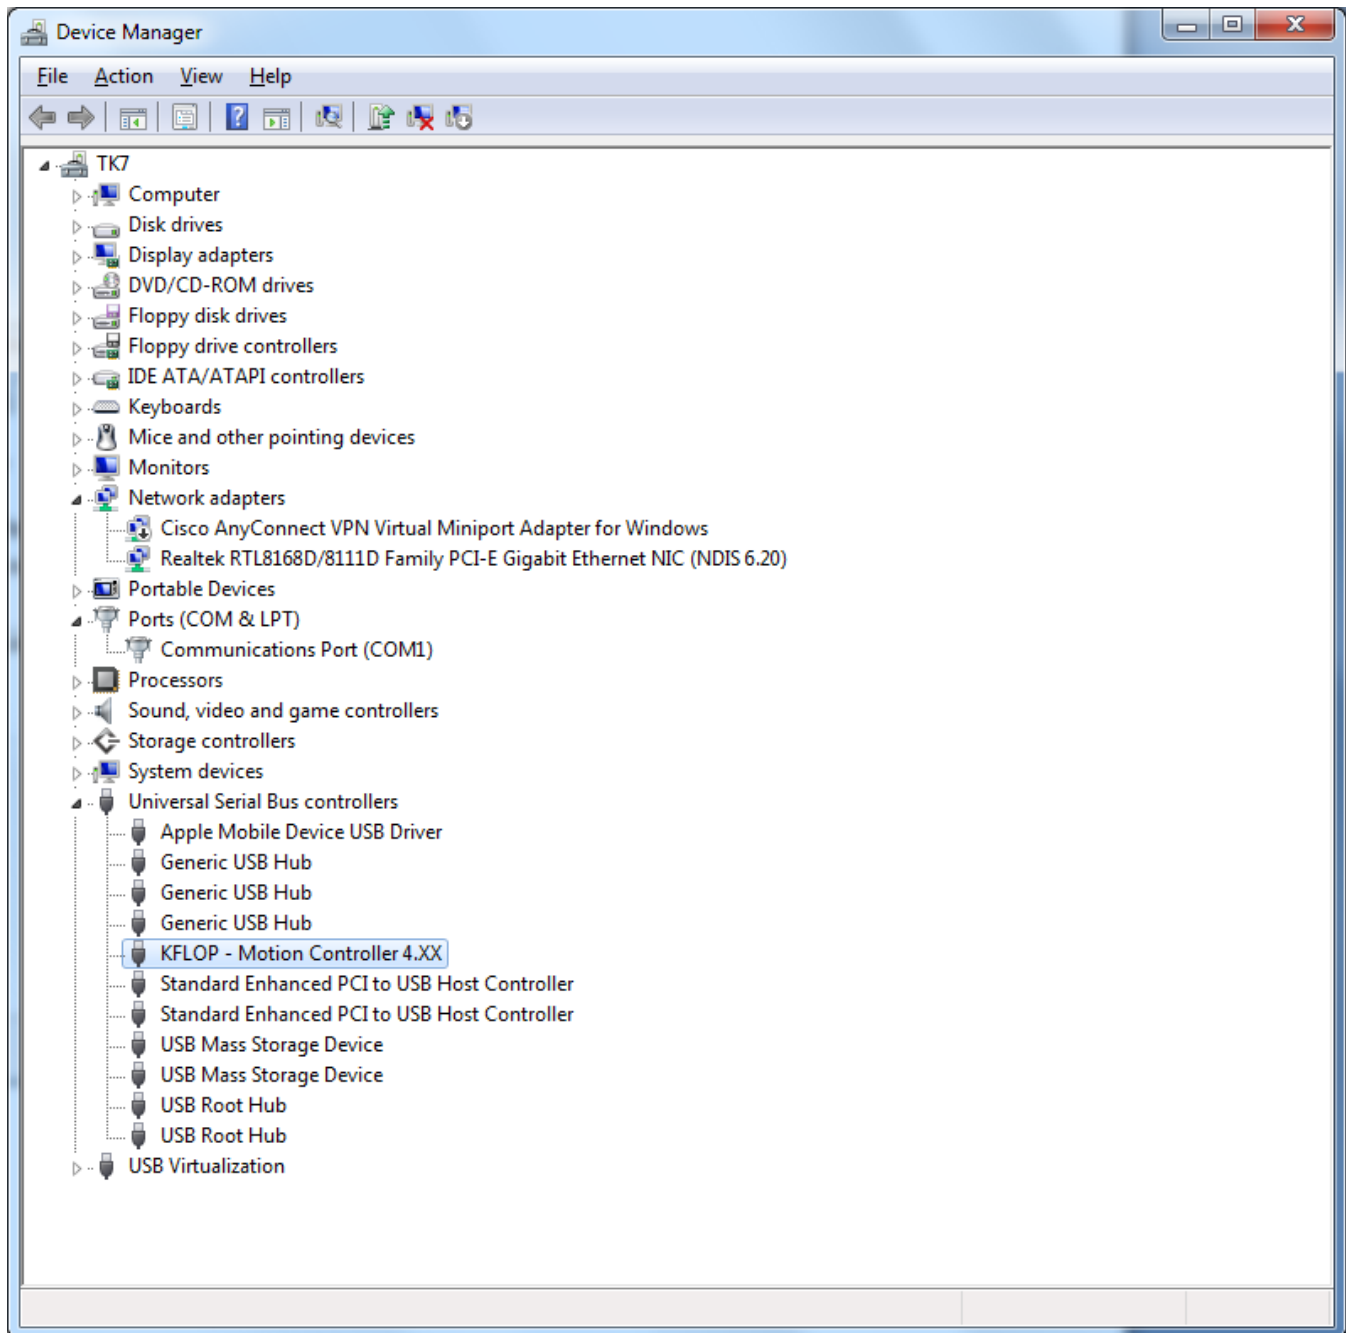 Device Manager
File Action View Help
TK7
Computer
Disk drives
Display adapters
DVD/CD-ROM drives
Floppy disk drives
Floppy drive controllers
IDE ATA/ATAPI controllers
Keyboards
Mice and other pointing devices
Monitors
Network adapters
Cisco AnyConnect VPN Virtual Miniport Adapter for Windows
Realtek RTL8168D/8111D Family PCI-E Gigabit Ethernet NIC (NDIS 6.20)
Portable Devices
Ports (COM & LPT)
Communications Port (COM1)
Processors
Sound, video and game controllers
Storage controllers
System devices
Universal Serial Bus controllers
Apple Mobile Device USB Driver
Generic USB Hub
Generic USB Hub
Generic USB Hub
KFLOP - Motion Controller 4.XX
Standard Enhanced PCI to USB Host Controller
Standard Enhanced PCI to USB Host Controller
USB Mass Storage Device
USB Mass Storage Device
USB Root Hub
USB Root Hub
USB Virtualization